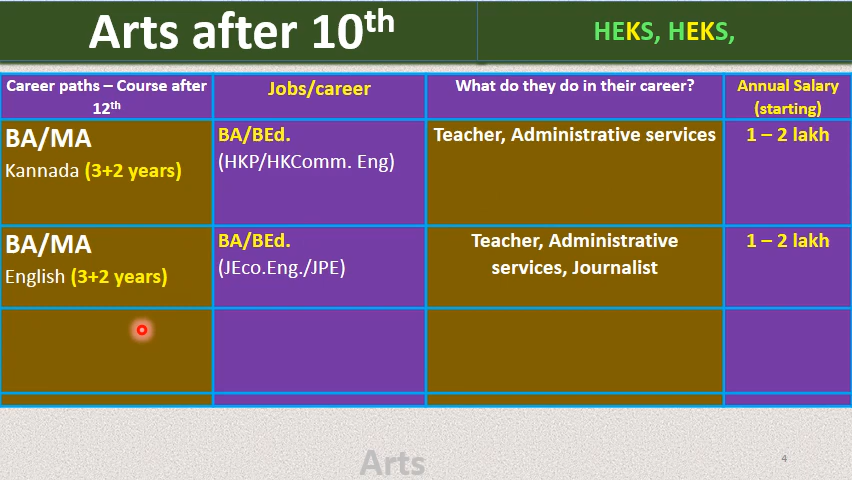 Arts after 10th
HEKS, HEKS,
Career paths – Course after
12th
Jobs/career
What do they do in their career?
Annual Salary
(starting)
BA/MA
Kannada (3+2 years)
BA/BEd.
(HKP/HKComm. Eng)
Teacher, Administrative services
1 – 2 lakh
BA/MA
English (3+2 years)
BA/BEd.
(JEco.Eng./JPE)
Teacher, Administrative
services, Journalist
1 – 2 lakh
Arts
4